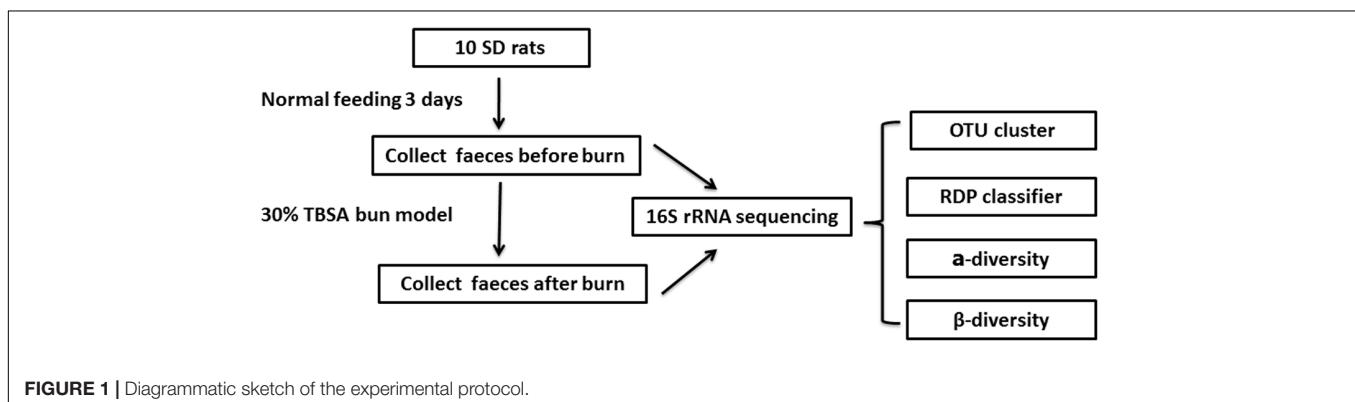 10 SD rats
Normal feeding 3 days
Collect faeces before burn
30% TBSA bun model
Collect faeces after burn
16S rRNA sequencing
OTU cluster
RDP classifier
a-diversity
β-diversity
FIGURE 1 | Diagrammatic sketch of the experimental protocol.